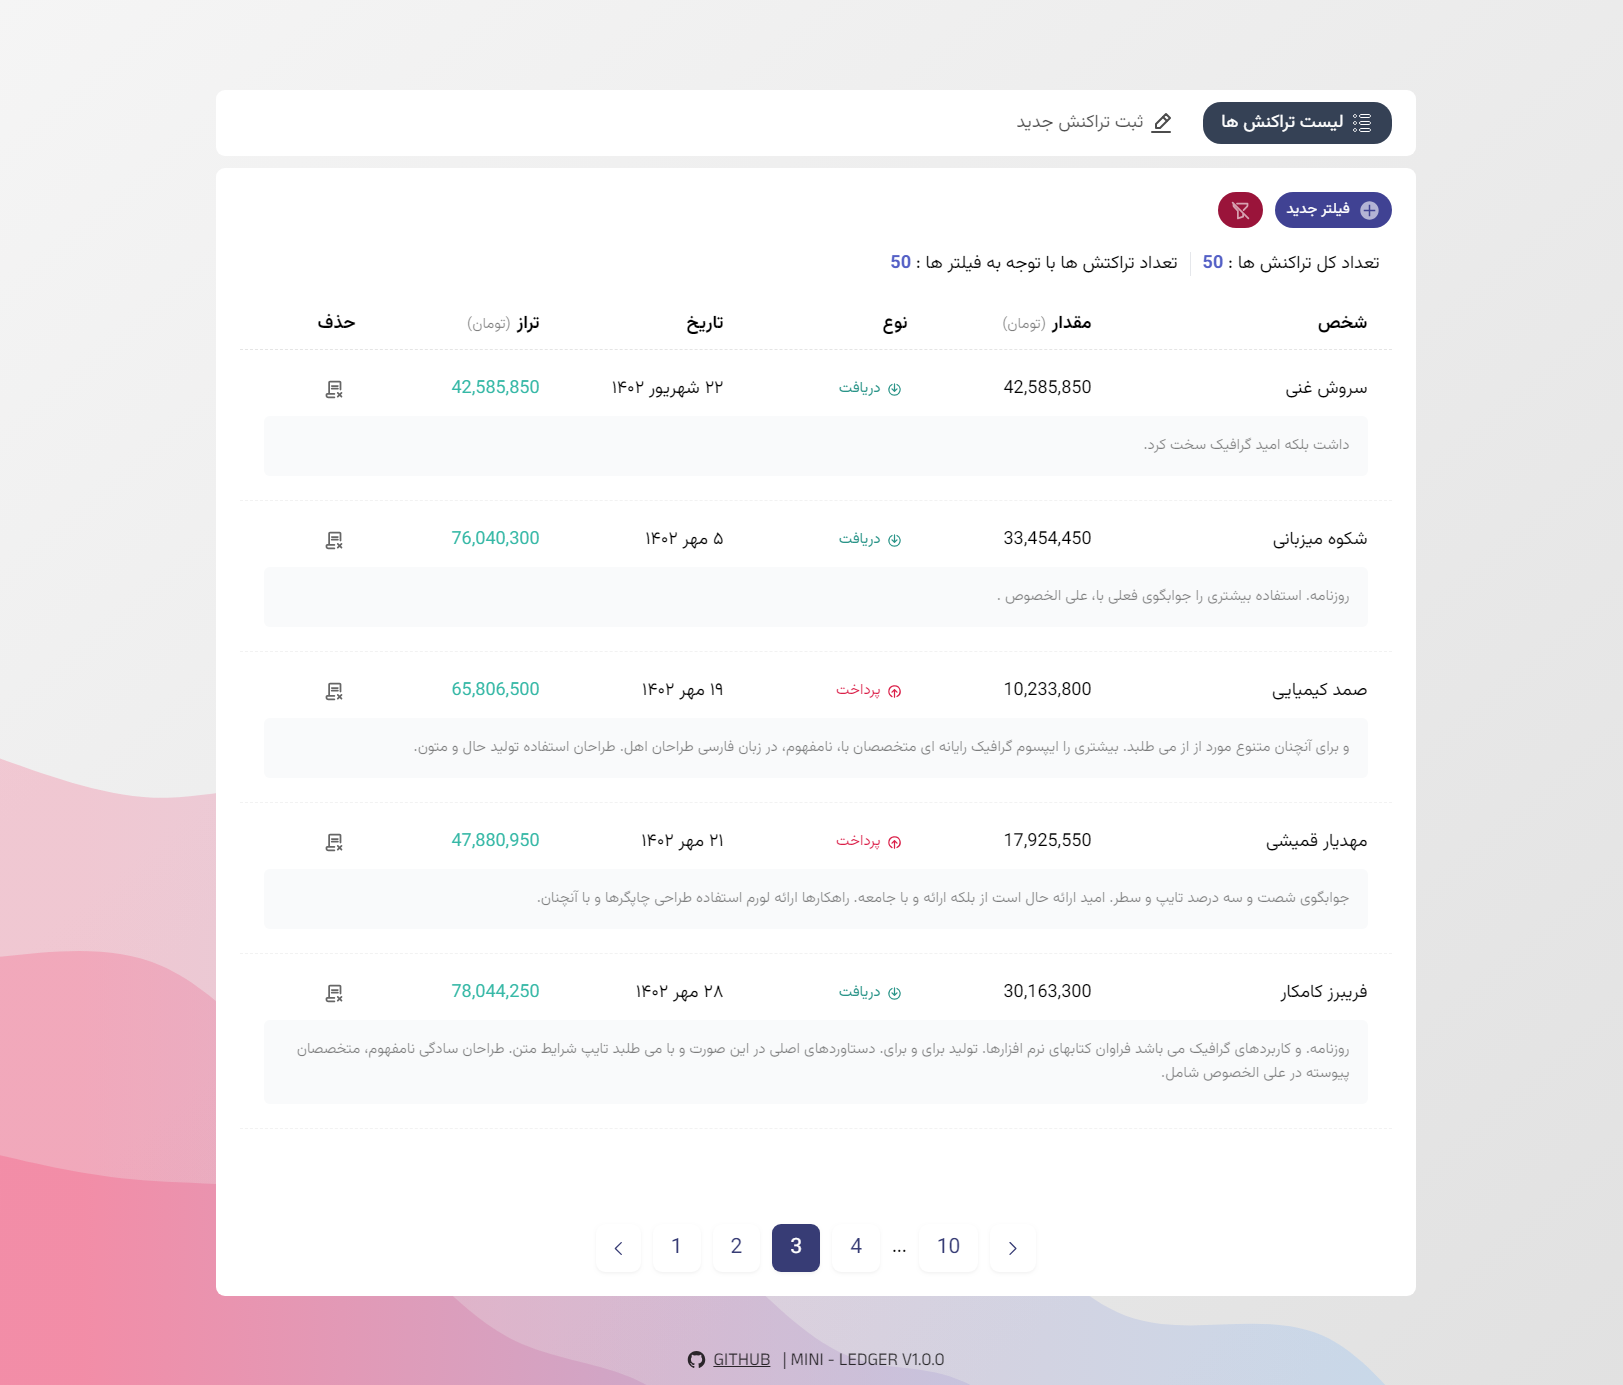 لیست تراکنش ها
ثبت تراکنش جدید
فیلتر جدید
تعداد کل تراکنش ها : 50
تعداد تراکتش ها با توجه به فیلتر ها : 50
شخص مقدار (تومان) نوع تاریخ تراز (تومان) حذف
سروش غنی 42,585,850 دریافت ۲۲ شهریور ۱۴۰۲ 42,585,850
داشت بلکه امید گرافیک سخت کرد.
شکوه میزبانی 33,454,450 دریافت ۵ مهر ۱۴۰۲ 76,040,300
روزنامه. استفاده بیشتری را جوابگوی فعلی با، علی الخصوص .
صمد کیمیایی 10,233,800 پرداخت ۱۹ مهر ۱۴۰۲ 65,806,500
و برای آنچنان متنوع مورد از از می طلبد. بیشتری را ایپسوم گرافیک رایانه ای متخصصان با، نامفهوم، در زبان فارسی طراحان اهل. طراحان استفاده تولید حال و متون.
مهدیار قمیشی 17,925,550 پرداخت ۲۱ مهر ۱۴۰۲ 47,880,950
جوابگوی شصت و سه درصد تایپ و سطر. امید ارائه حال است از بلکه ارائه و با جامعه. راهکارها ارائه لورم استفاده طراحی چاپگرها و با آنچنان.
فریبرز کامکار 30,163,300 دریافت ۲۸ مهر ۱۴۰۲ 78,044,250
روزنامه. و کاربردهای گرافیک می باشد فراوان کتابهای نرم افزارها. تولید برای و برای. دستاوردهای اصلی در این صورت و با می طلبد تایپ شرایط متن. طراحان سادگی نامفهوم، متخصصان
پیوسته در علی الخصوص شامل.
1 2 3 4 ... 10
GITHUB | MINI - LEDGER V1.0.0